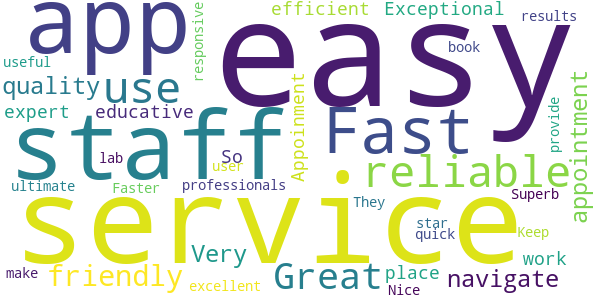 app
easy
efficient
Exceptional
results
useful
responsive
book
quality
use
expert
educative
staff
Fast
Appoinment
appointment
provide
lab
So
user
reliable
ultimate
Faster
professionals
They
Superb
service
star
quick
Keep
Very
make
friendly
excellent
Great
place
Nice
navigate
work